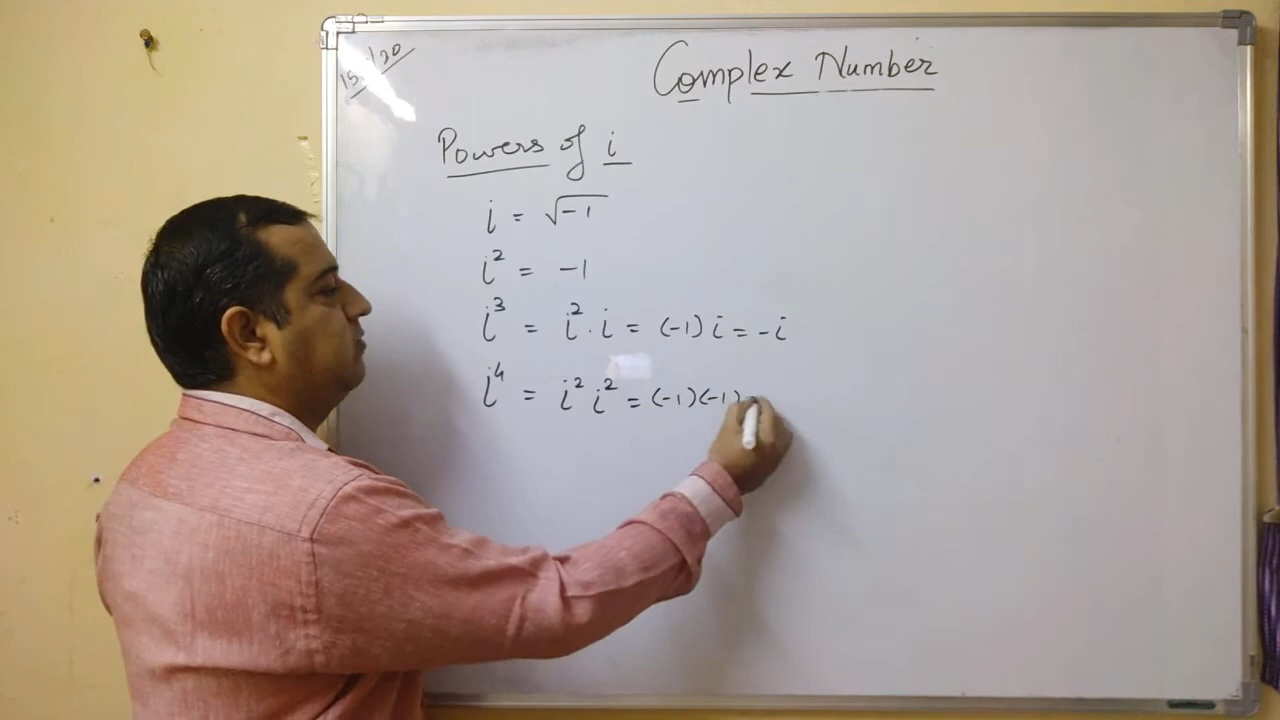 Complex Number
Powers of i
i = √-1
i² = -1
i³ = i² . i = (-1) i = -i
i⁴ = i² i² = (-1)(-1) =